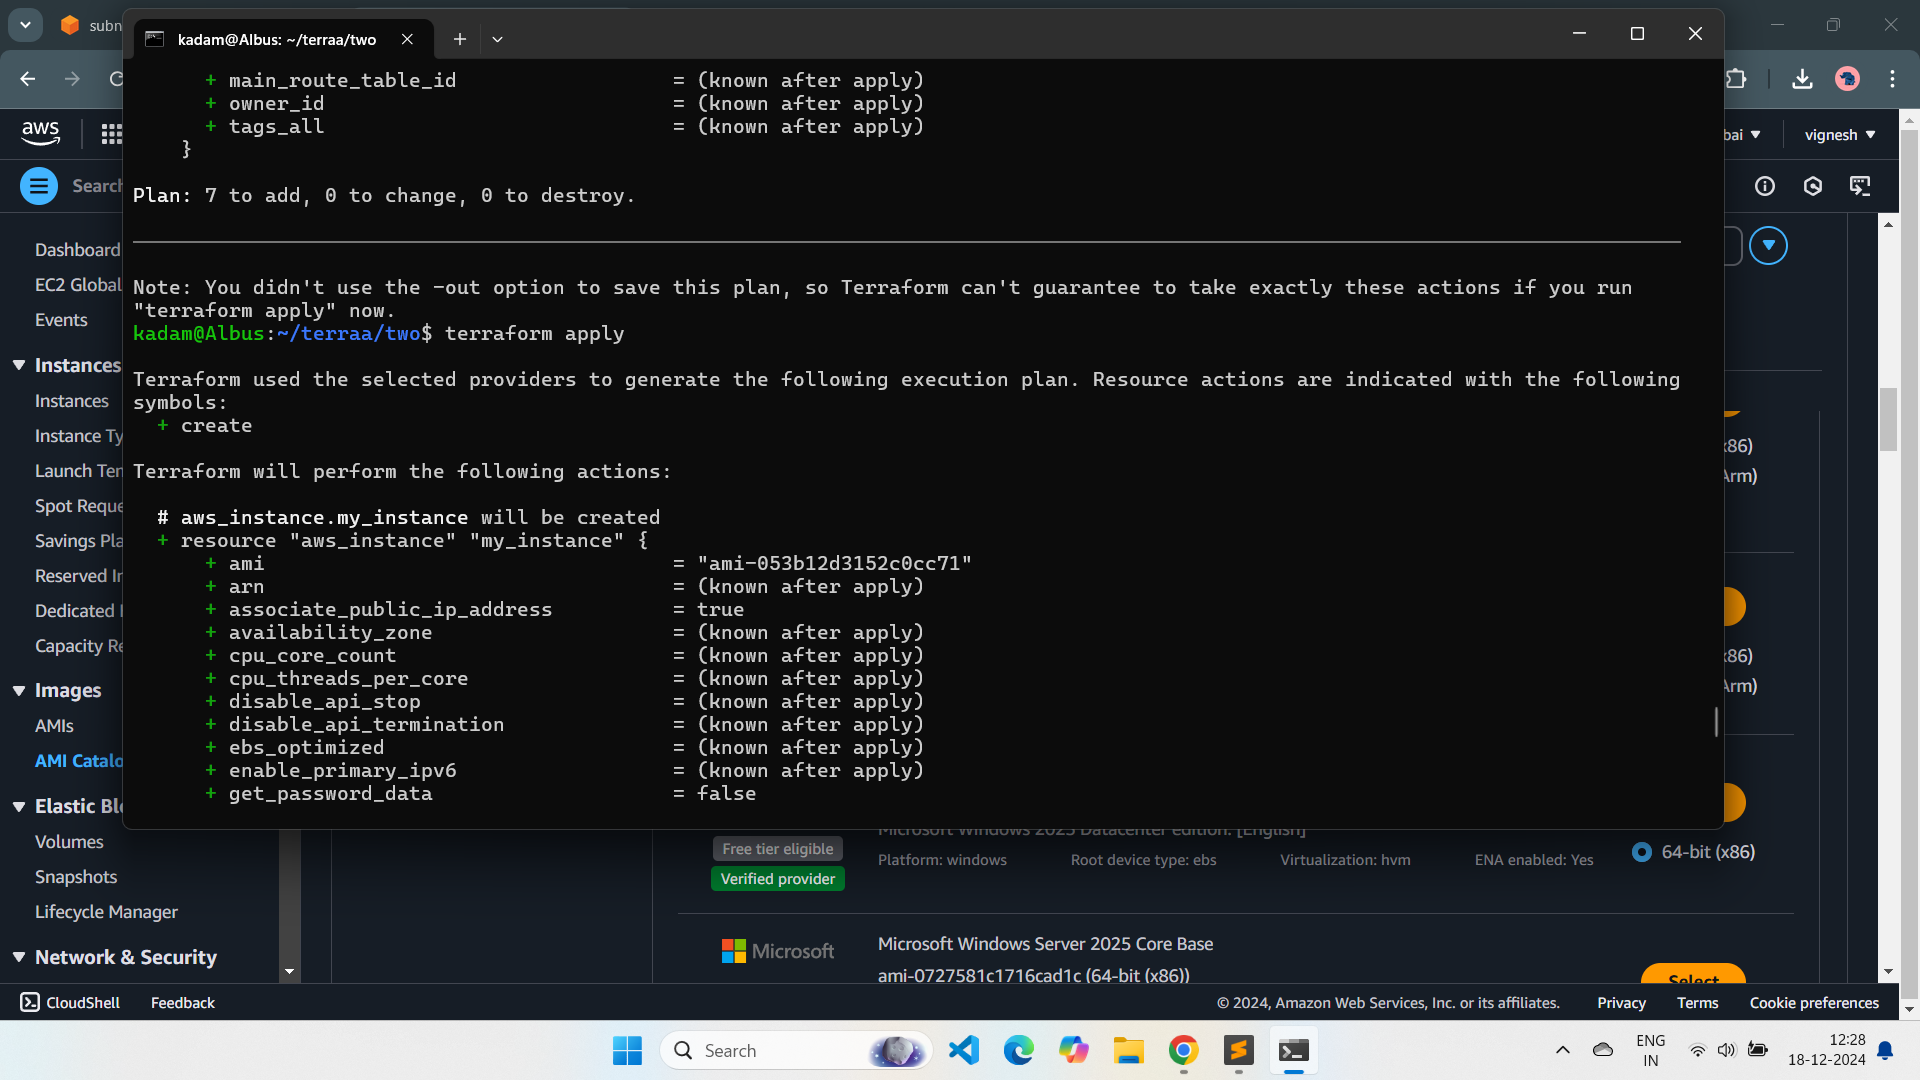 subn
kadam@Albus: ~/terraa/two
+ main_route_table_id = (known after apply)
+ owner_id = (known after apply)
+ tags_all = (known after apply)
}
Plan: 7 to add, 0 to change, 0 to destroy.
Note: You didn't use the -out option to save this plan, so Terraform can't guarantee to take exactly these actions if you run
"terraform apply" now.
kadam@Albus:~/terraa/two$ terraform apply
Terraform used the selected providers to generate the following execution plan. Resource actions are indicated with the following
symbols:
+ create
Terraform will perform the following actions:
# aws_instance.my_instance will be created
+ resource "aws_instance" "my_instance" {
+ ami = "ami-053b12d3152c0cc71"
+ arn = (known after apply)
+ associate_public_ip_address = true
+ availability_zone = (known after apply)
+ cpu_core_count = (known after apply)
+ cpu_threads_per_core = (known after apply)
+ disable_api_stop = (known after apply)
+ disable_api_termination = (known after apply)
+ ebs_optimized = (known after apply)
+ enable_primary_ipv6 = (known after apply)
+ get_password_data = false
aws
bai
vignesh
Search
Dashboard
EC2 Global
Events
Instances
Instances
Instance Ty
Launch Tem
Spot Reque
Savings Pla
Reserved In
Dedicated
Capacity Re
Images
AMIs
AMI Catalo
Elastic Blo
Volumes
Snapshots
Lifecycle Manager
Network & Security
x86)
Arm)
x86)
Arm)
Microsoft Windows 2025 Datacenter edition. [English]
Free tier eligible
Verified provider
Platform: windows
Root device type: ebs
Virtualization: hvm
ENA enabled: Yes
64-bit (x86)
Microsoft
Microsoft Windows Server 2025 Core Base
ami-0727581c1716cad1c (64-bit (x86))
Select
CloudShell
Feedback
© 2024, Amazon Web Services, Inc. or its affiliates.
Privacy
Terms
Cookie preferences
Search
ENG
IN
12:28
18-12-2024